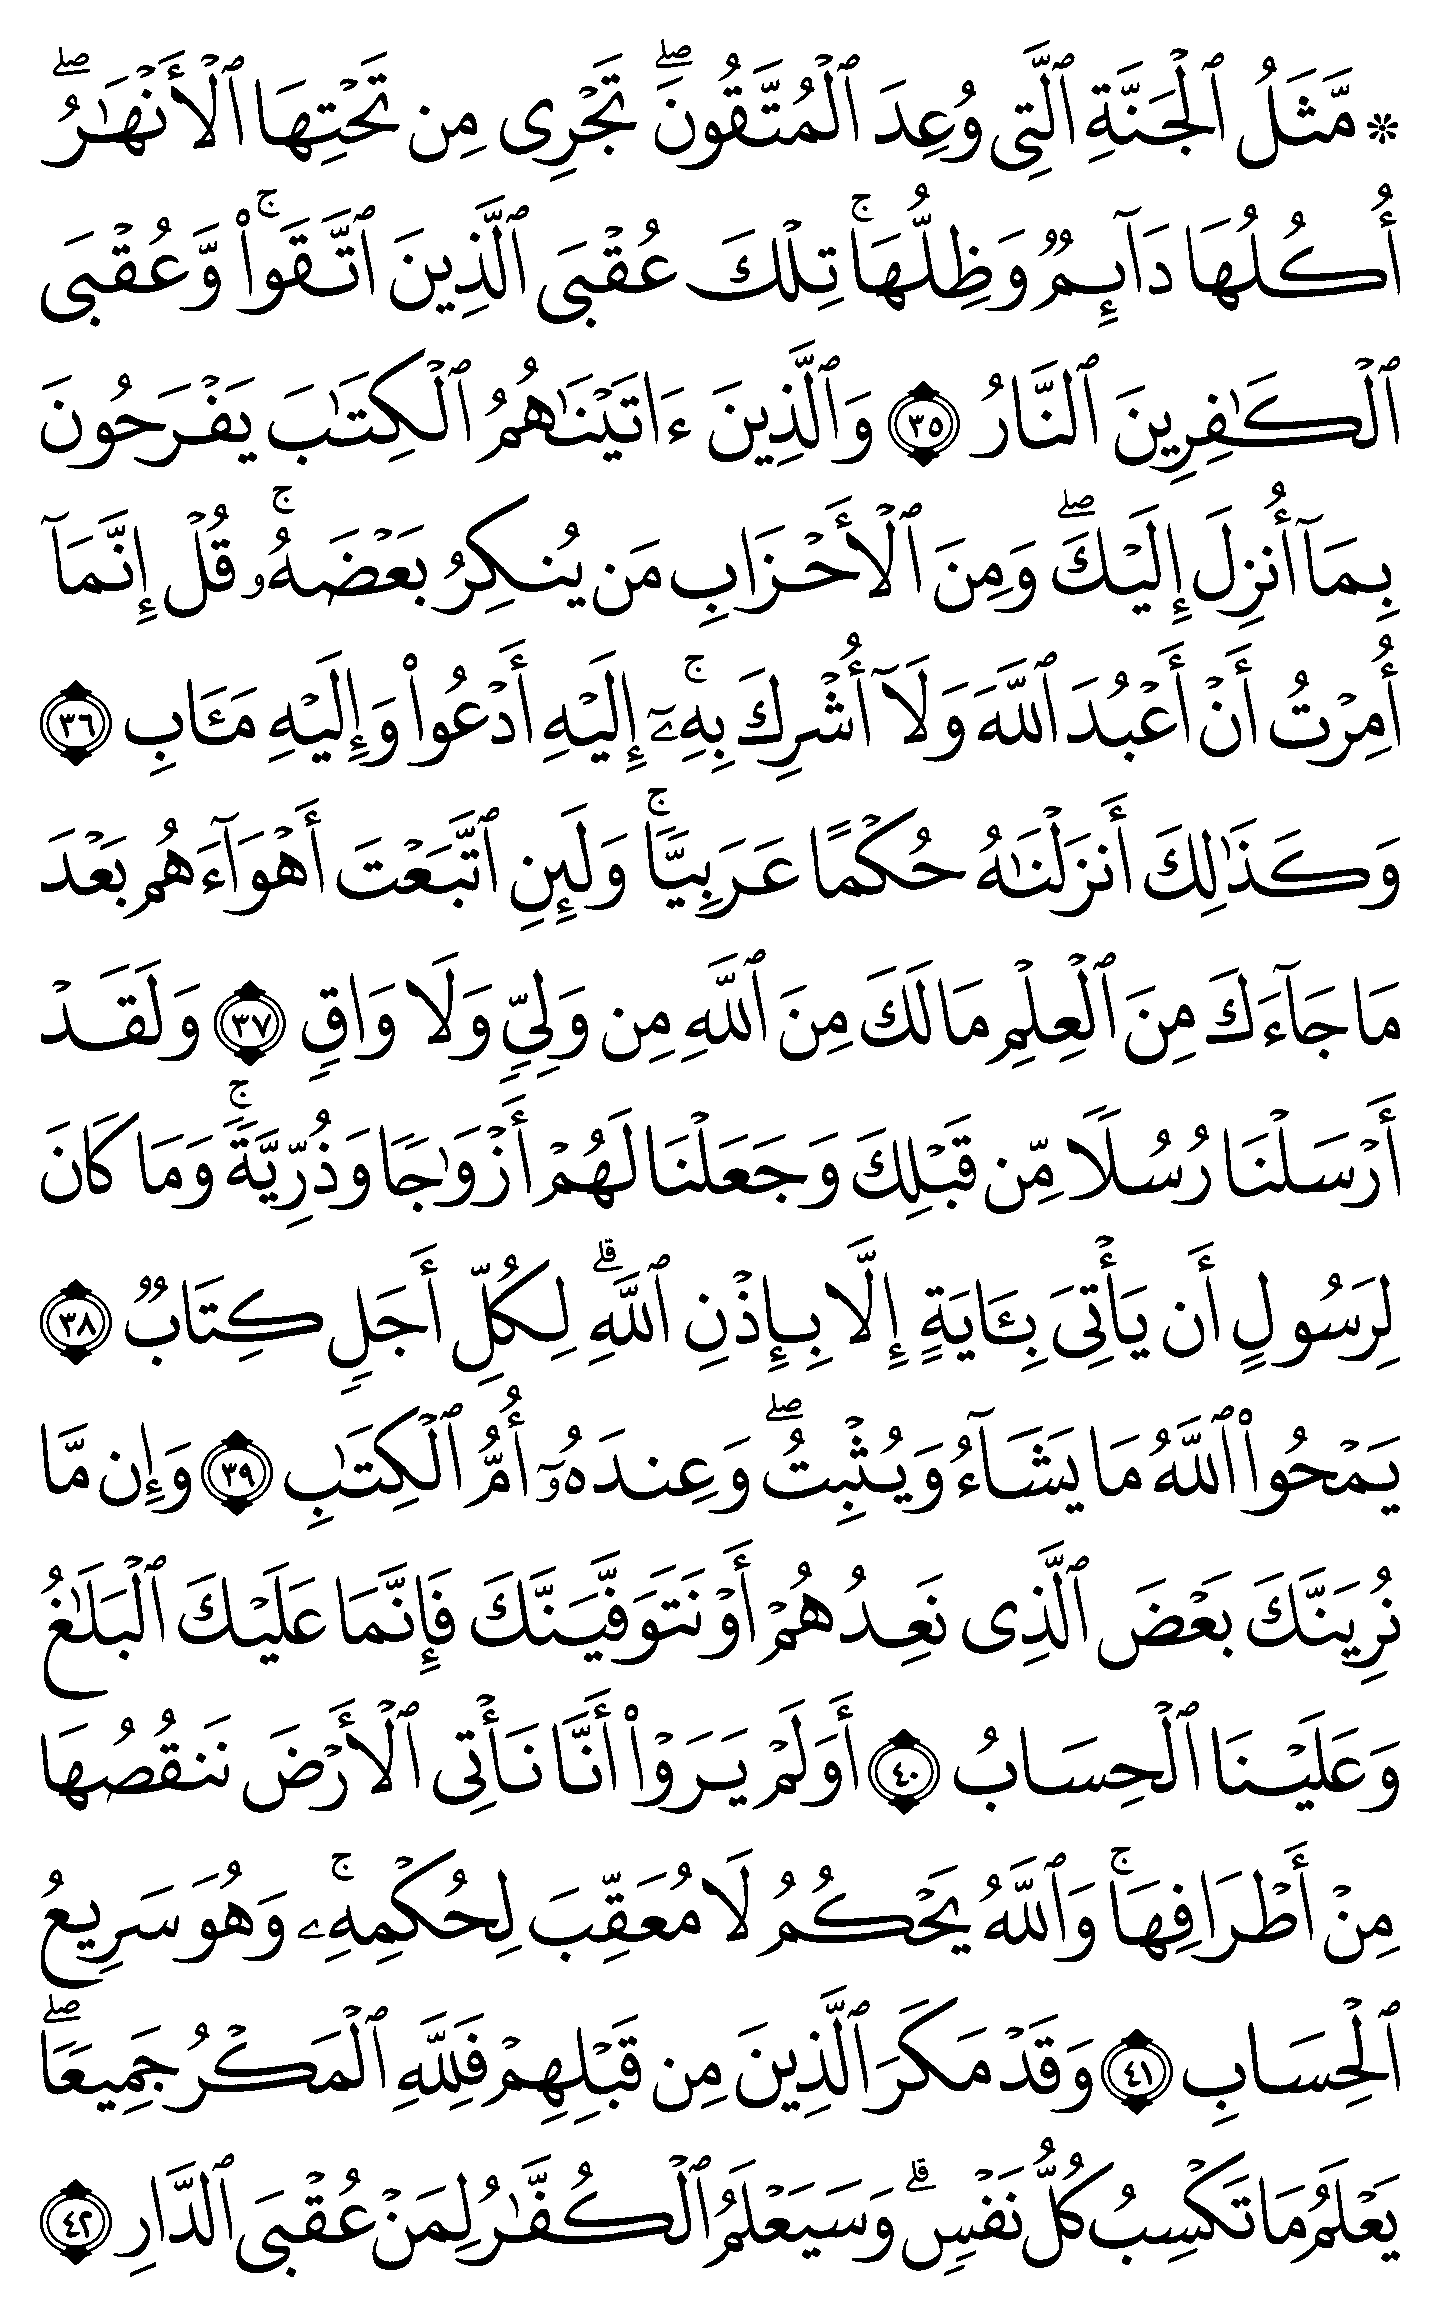 ۞ مَّثَلُ ٱلْجَنَّةِ ٱلَّتِى وُعِدَ ٱلْمُتَّقُونَ ۖ تَجْرِى مِن تَحْتِهَا ٱلْأَنْهَـٰرُ ۖ
أُكُلُهَا دَآئِمٌ وَظِلُّهَا ۚ تِلْكَ عُقْبَى ٱلَّذِينَ ٱتَّقَوا۟ ۚ وَّعُقْبَى
ٱلْكَـٰفِرِينَ ٱلنَّارُ ﴿٣٥﴾ وَٱلَّذِينَ ءَاتَيْنَـٰهُمُ ٱلْكِتَـٰبَ يَفْرَحُونَ
بِمَآ أُنزِلَ إِلَيْكَ ۖ وَمِنَ ٱلْأَحْزَابِ مَن يُنكِرُ بَعْضَهُۥ ۚ قُلْ إِنَّمَآ
أُمِرْتُ أَنْ أَعْبُدَ ٱللَّهَ وَلَآ أُشْرِكَ بِهِۦٓ ۚ إِلَيْهِ أَدْعُوا۟ وَإِلَيْهِ مَـَٔابِ ﴿٣٦﴾
وَكَذَٰلِكَ أَنزَلْنَـٰهُ حُكْمًا عَرَبِيًّا ۚ وَلَئِنِ ٱتَّبَعْتَ أَهْوَآءَهُم بَعْدَ
مَا جَآءَكَ مِنَ ٱلْعِلْمِ مَا لَكَ مِنَ ٱللَّهِ مِن وَلِىٍّ وَلَا وَاقٍ ﴿٣٧﴾ وَلَقَدْ
أَرْسَلْنَا رُسُلًا مِّن قَبْلِكَ وَجَعَلْنَا لَهُمْ أَزْوَٰجًا وَذُرِّيَّةً ۚ وَمَا كَانَ
لِرَسُولٍ أَن يَأْتِىَ بِـَٔايَةٍ إِلَّا بِإِذْنِ ٱللَّهِ ۗ لِكُلِّ أَجَلٍ كِتَابٌ ﴿٣٨﴾
يَمْحُوا۟ ٱللَّهُ مَا يَشَآءُ وَيُثْبِتُ ۖ وَعِندَهُۥٓ أُمُّ ٱلْكِتَـٰبِ ﴿٣٩﴾ وَإِن مَّا
نُرِيَنَّكَ بَعْضَ ٱلَّذِى نَعِدُهُمْ أَوْ نَتَوَفَّيَنَّكَ فَإِنَّمَا عَلَيْكَ ٱلْبَلَـٰغُ
وَعَلَيْنَا ٱلْحِسَابُ ﴿٤٠﴾ أَوَلَمْ يَرَوْا۟ أَنَّا نَأْتِى ٱلْأَرْضَ نَنقُصُهَا
مِنْ أَطْرَافِهَا ۚ وَٱللَّهُ يَحْكُمُ لَا مُعَقِّبَ لِحُكْمِهِۦ ۚ وَهُوَ سَرِيعُ
ٱلْحِسَابِ ﴿٤١﴾ وَقَدْ مَكَرَ ٱلَّذِينَ مِن قَبْلِهِمْ فَلِلَّهِ ٱلْمَكْرُ جَمِيعًا ۖ
يَعْلَمُ مَا تَكْسِبُ كُلُّ نَفْسٍ ۗ وَسَيَعْلَمُ ٱلْكُفَّـٰرُ لِمَنْ عُقْبَى ٱلدَّارِ ﴿٤٢﴾